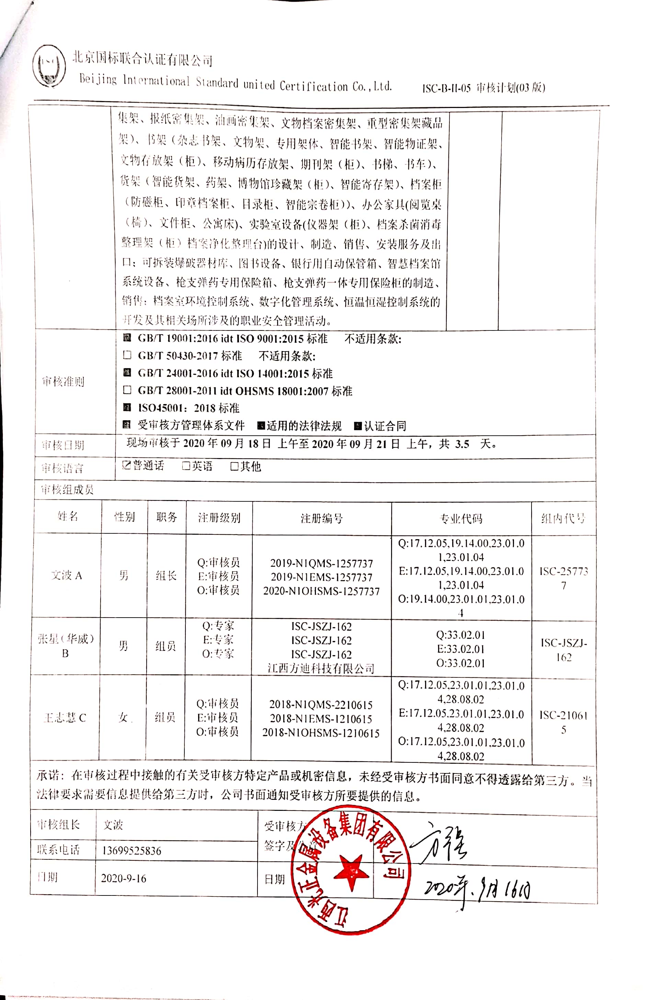 ISC
北京国标联合认证有限公司
Beijing International Standard united Certification Co.,Ltd.
ISC-B-II-05 审核计划(03 版)
集架、报纸密集架、油画密集架、文物档案密集架、重型密集架藏品
架)、书架（杂志书架、文物架、专用架体、智能书架、智能物证架、
文物存放架（柜）、移动病历存放架、期刊架（柜）、书梯、书车）、
货架（智能货架、药架、博物馆珍藏架（柜）、智能寄存架）、档案柜
（防磁柜、印章档案柜、目录柜、智能宗卷柜））、办公家具(阅览桌
（椅）、文件柜、公寓床)、实验室设备(仪器架（柜）、档案杀菌消毒
整理架（柜）档案净化整理台)的设计、制造、销售、安装服务及出
口；可拆装爆破器材库、图书设备、银行用自动保管箱、智慧档案馆
系统设备、枪支弹药专用保险箱、枪支弹药一体专用保险柜的制造、
销售；档案室环境控制系统、数字化管理系统、恒温恒湿控制系统的
开发及其相关场所涉及的职业安全管理活动。
审核准则
■ GB/T 19001:2016 idt ISO 9001:2015 标准 不适用条款:
□ GB/T 50430-2017 标准 不适用条款:
■ GB/T 24001-2016 idt ISO 14001:2015 标准
□ GB/T 28001-2011 idt OHSMS 18001:2007 标准
■ ISO45001：2018 标准
■ 受审核方管理体系文件 ■适用的法律法规 ■认证合同
审核日期 现场审核于 2020 年 09 月 18 日 上午至 2020 年 09 月 21 日 上午，共 3.5 天。
审核语言 ☑普通话 □英语 □其他
审核组成员
姓名 性别 职务 注册级别 注册编号 专业代码 组内代号
文波 A 男 组长
Q:审核员
E:审核员
O:审核员
2019-N1QMS-1257737
2019-N1EMS-1257737
2020-N1OHSMS-1257737
Q:17.12.05,19.14.00,23.01.0
1,23.01.04
E:17.12.05,19.14.00,23.01.0
1,23.01.04
O:19.14.00,23.01.01,23.01.0
4
ISC-25773
7
张星（华威）
B
男 组员
Q:专家
E:专家
O:专家
ISC-JSZJ-162
ISC-JSZJ-162
ISC-JSZJ-162
江西方迪科技有限公司
Q:33.02.01
E:33.02.01
O:33.02.01
ISC-JSZJ-
162
王志慧 C 女 组员
Q:审核员
E:审核员
O:审核员
2018-N1QMS-2210615
2018-N1EMS-1210615
2018-N1OHSMS-1210615
Q:17.12.05,23.01.01,23.01.0
4,28.08.02
E:17.12.05,23.01.01,23.01.0
4,28.08.02
O:17.12.05,23.01.01,23.01.0
4,28.08.02
ISC-21061
5
承诺：在审核过程中接触的有关受审核方特定产品或机密信息，未经受审核方书面同意不得透露给第三方。当
法律要求需要信息提供给第三方时，公司书面通知受审核方所要提供的信息。
审核组长 文波
受审核方
签字及公章
方强
联系电话 13699525836
日期 2020-9-16
日期 2020年.9月16日
江西光正金属设备集团有限公司